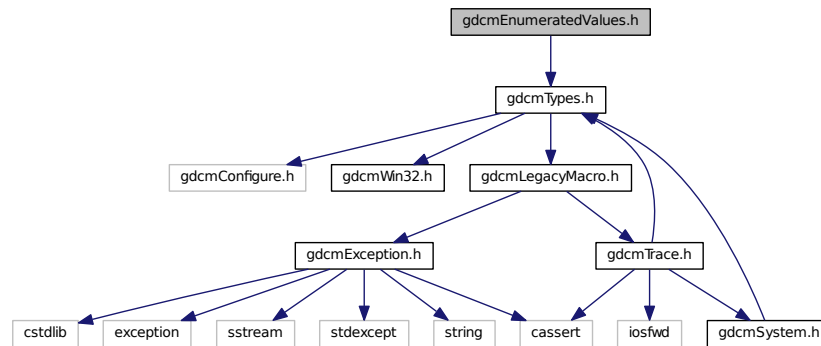 gdcmEnumeratedValues.h
gdcmTypes.h
gdcmConfigure.h
gdcmWin32.h
gdcmLegacyMacro.h
gdcmException.h
gdcmTrace.h
cstdlib
exception
sstream
stdexcept
string
cassert
iosfwd
gdcmSystem.h